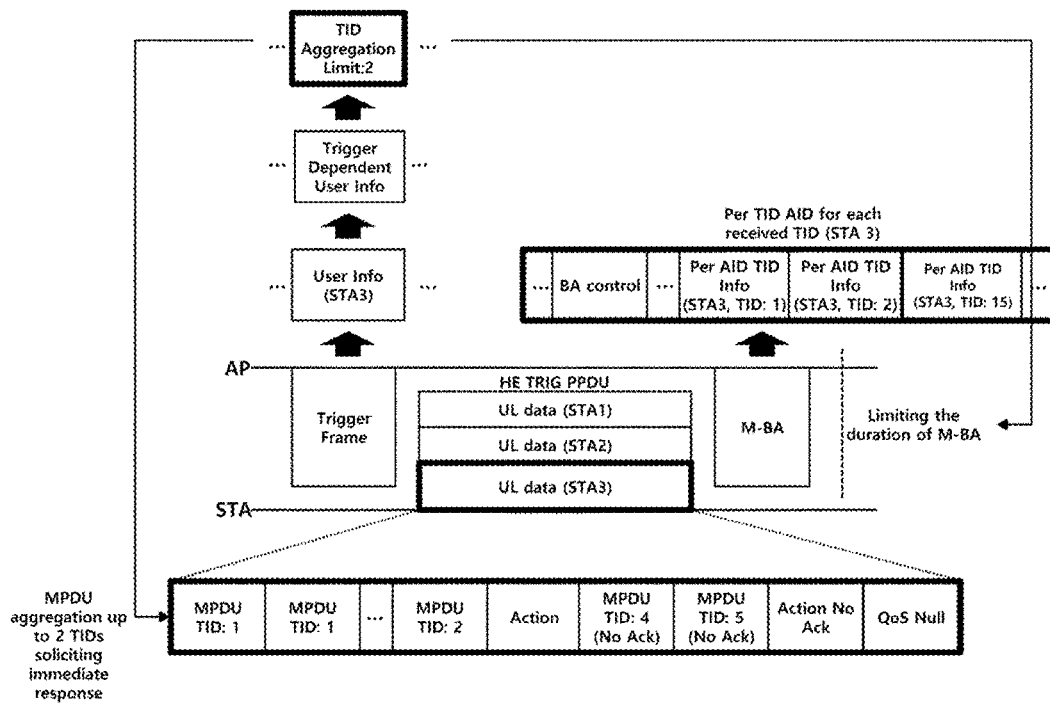 TID
Aggregation
Limit:2
...
...
Trigger
Dependent
User Info
...
...
User Info
(STA3)
...
...
Per TID AID for each
received TID (STA 3)
...
BA control
...
Per AID TID
Info
(STA3, TID: 1)
Per AID TID
Info
(STA3, TID: 2)
Per AID TID
Info
(STA3, TID: 15)
...
AP
Trigger
Frame
HE TRIG PPDU
UL data (STA1)
UL data (STA2)
UL data (STA3)
M-BA
Limiting the
duration of M-BA
STA
MPDU
aggregation up
to 2 TIDs
soliciting
immediate
response
MPDU
TID: 1
MPDU
TID: 1
...
MPDU
TID: 2
Action
MPDU
TID: 4
(No Ack)
MPDU
TID: 5
(No Ack)
Action No
Ack
QoS Null